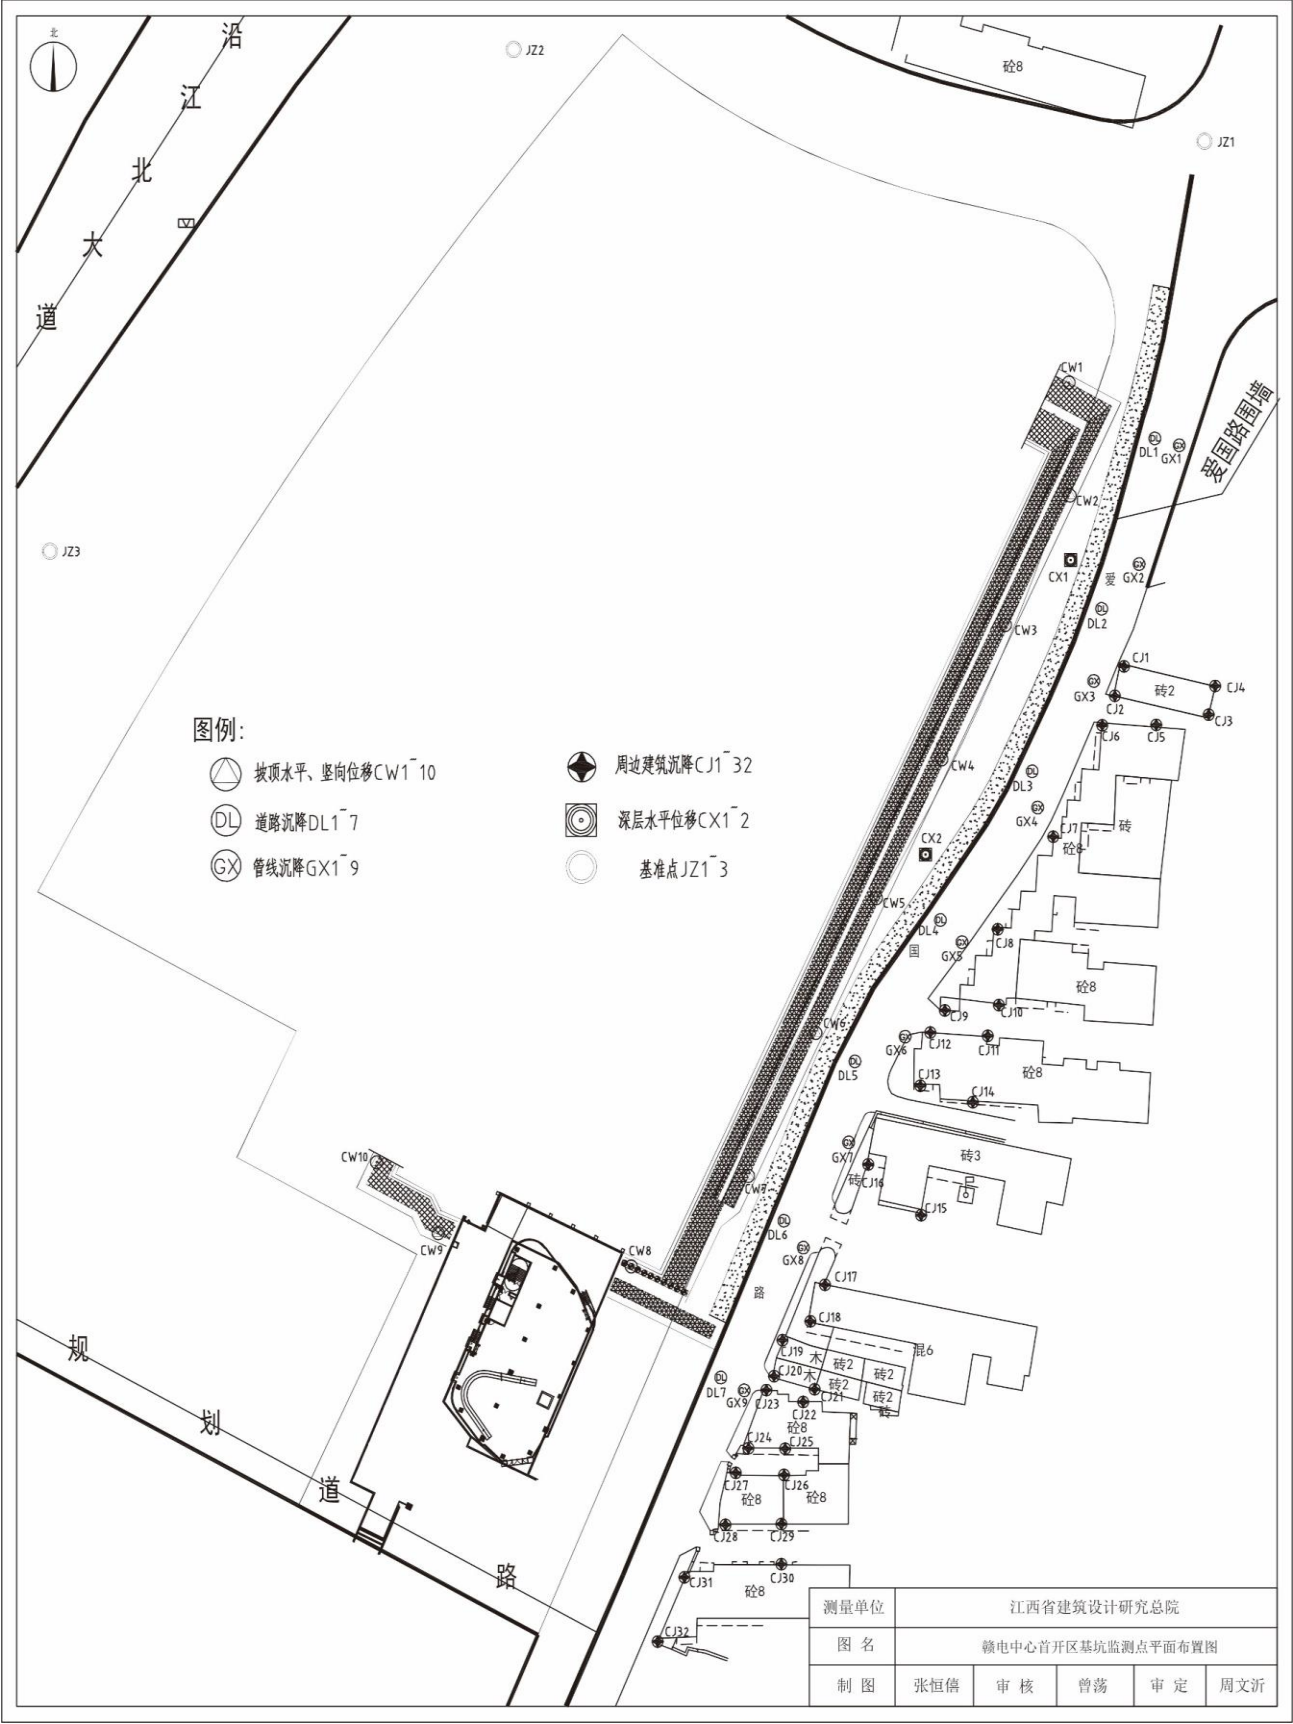 北
沿
江
北
大
道
JZ2
砼8
JZ1
JZ3
CW1
爱国路围墙
DL1
GX1
CW2
CX1
爱
GX2
DL2
CW3
CJ1
GX3
砖2
CJ4
CJ2
CJ3
CJ6
CJ5
图例:
坡顶水平、竖向位移CW1~10
周边建筑沉降CJ1~32
DL 道路沉降DL1~7
深层水平位移CX1~2
GX 管线沉降GX1~9
基准点JZ1~3
CW4
DL3
GX4
CJ7
砖
砼8
CX2
CW5
DL4
CJ8
国
GX5
砼8
CJ9
CJ10
CW6
GX6
CJ12
CJ11
DL5
CJ13
砼8
CJ14
GX7
砖3
砖
CJ16
CW10
CW7
CJ15
DL6
CW9
CW8
GX8
路
CJ17
CJ18
CJ19
木
砖2
混6
CJ20
木
砖2
砖2
DL7
GX9
CJ23
CJ21
砖2
砖
CJ22
砼8
CJ24
CJ25
CJ27
CJ26
砼8
砼8
CJ28
CJ29
CJ31
CJ30
砼8
CJ32
规
划
道
路
测量单位 江西省建筑设计研究总院
图 名 赣电中心首开区基坑监测点平面布置图
制 图 张恒僖 审 核 曾荡 审 定 周文沂